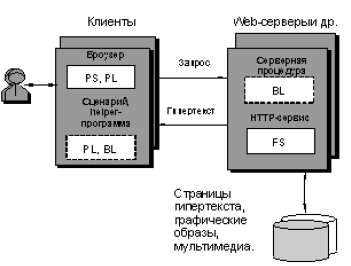 Клиенты
Web-серверыи др.
Броузер
PS, PL
Сценарий,
helper-
программа
PL, BL
Запрос
Гипертекст
Серверная
процедура
BL
HTTP-сервис
FS
Страницы
гипертекста,
графические
образы,
мультимедиа.